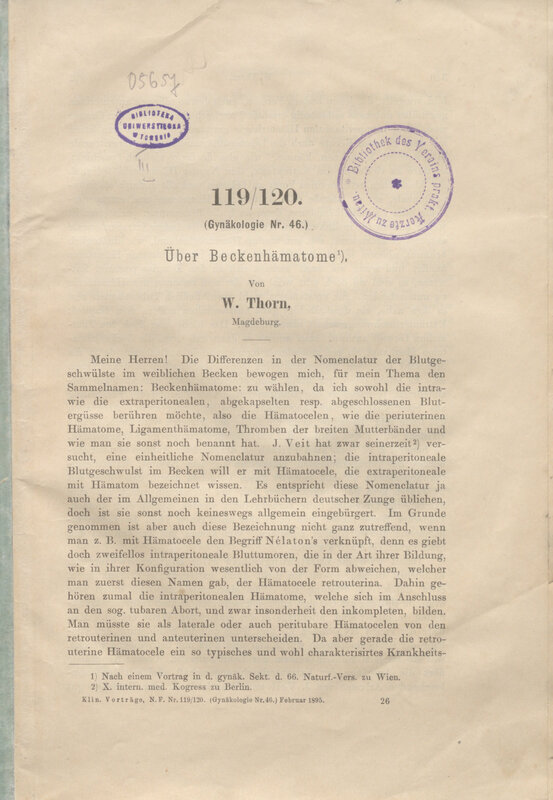 05657
BIBLIOTEKA
UNIWERSYTECKA
W TORUNIU
III
Bibliothek des Vereins prakt. Aerzte zu Mitau.
119/120.
(Gynäkologie Nr. 46.)
Über Beckenhämatome¹).
Von
W. Thorn,
Magdeburg.
Meine Herren! Die Differenzen in der Nomenclatur der Blutge-
schwülste im weiblichen Becken bewogen mich, für mein Thema den
Sammelnamen: Beckenhämatome: zu wählen, da ich sowohl die intra-
wie die extraperitonealen, abgekapselten resp. abgeschlossenen Blut-
ergüsse berühren möchte, also die Hämatocelen, wie die periuterinen
Hämatome, Ligamenthämatome, Thromben der breiten Mutterbänder und
wie man sie sonst noch benannt hat. J. Veit hat zwar seinerzeit²) ver-
sucht, eine einheitliche Nomenclatur anzubahnen; die intraperitoneale
Blutgeschwulst im Becken will er mit Hämatocele, die extraperitoneale
mit Hämatom bezeichnet wissen. Es entspricht diese Nomenclatur ja
auch der im Allgemeinen in den Lehrbüchern deutscher Zunge üblichen,
doch ist sie sonst noch keineswegs allgemein eingebürgert. Im Grunde
genommen ist aber auch diese Bezeichnung nicht ganz zutreffend, wenn
man z. B. mit Hämatocele den Begriff Nélaton's verknüpft, denn es giebt
doch zweifellos intraperitoneale Bluttumoren, die in der Art ihrer Bildung,
wie in ihrer Konfiguration wesentlich von der Form abweichen, welcher
man zuerst diesen Namen gab, der Hämatocele retrouterina. Dahin ge-
hören zumal die intraperitonealen Hämatome, welche sich im Anschluss
an den sog. tubaren Abort, und zwar insonderheit den inkompleten, bilden.
Man müsste sie als laterale oder auch peritubare Hämatocelen von den
retrouterinen und anteuterinen unterscheiden. Da aber gerade die retro-
uterine Hämatocele ein so typisches und wohl charakterisirtes Krankheits-
1) Nach einem Vortrag in d. gynäk. Sekt. d. 66. Naturf.-Vers. zu Wien.
2) X. intern. med. Kogress zu Berlin.
Klin. Vorträge, N. F. Nr. 119/120. (Gynäkologie Nr. 46.) Februar 1895. 26